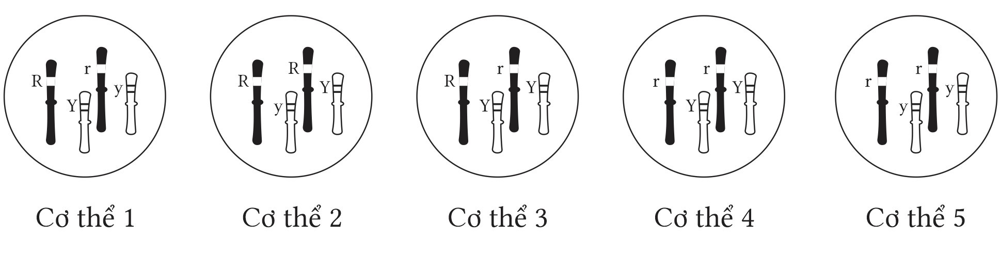 R r Y y
R R y Y
R r Y Y
r r Y Y
r r y y
Cơ thể 1 Cơ thể 2 Cơ thể 3 Cơ thể 4 Cơ thể 5